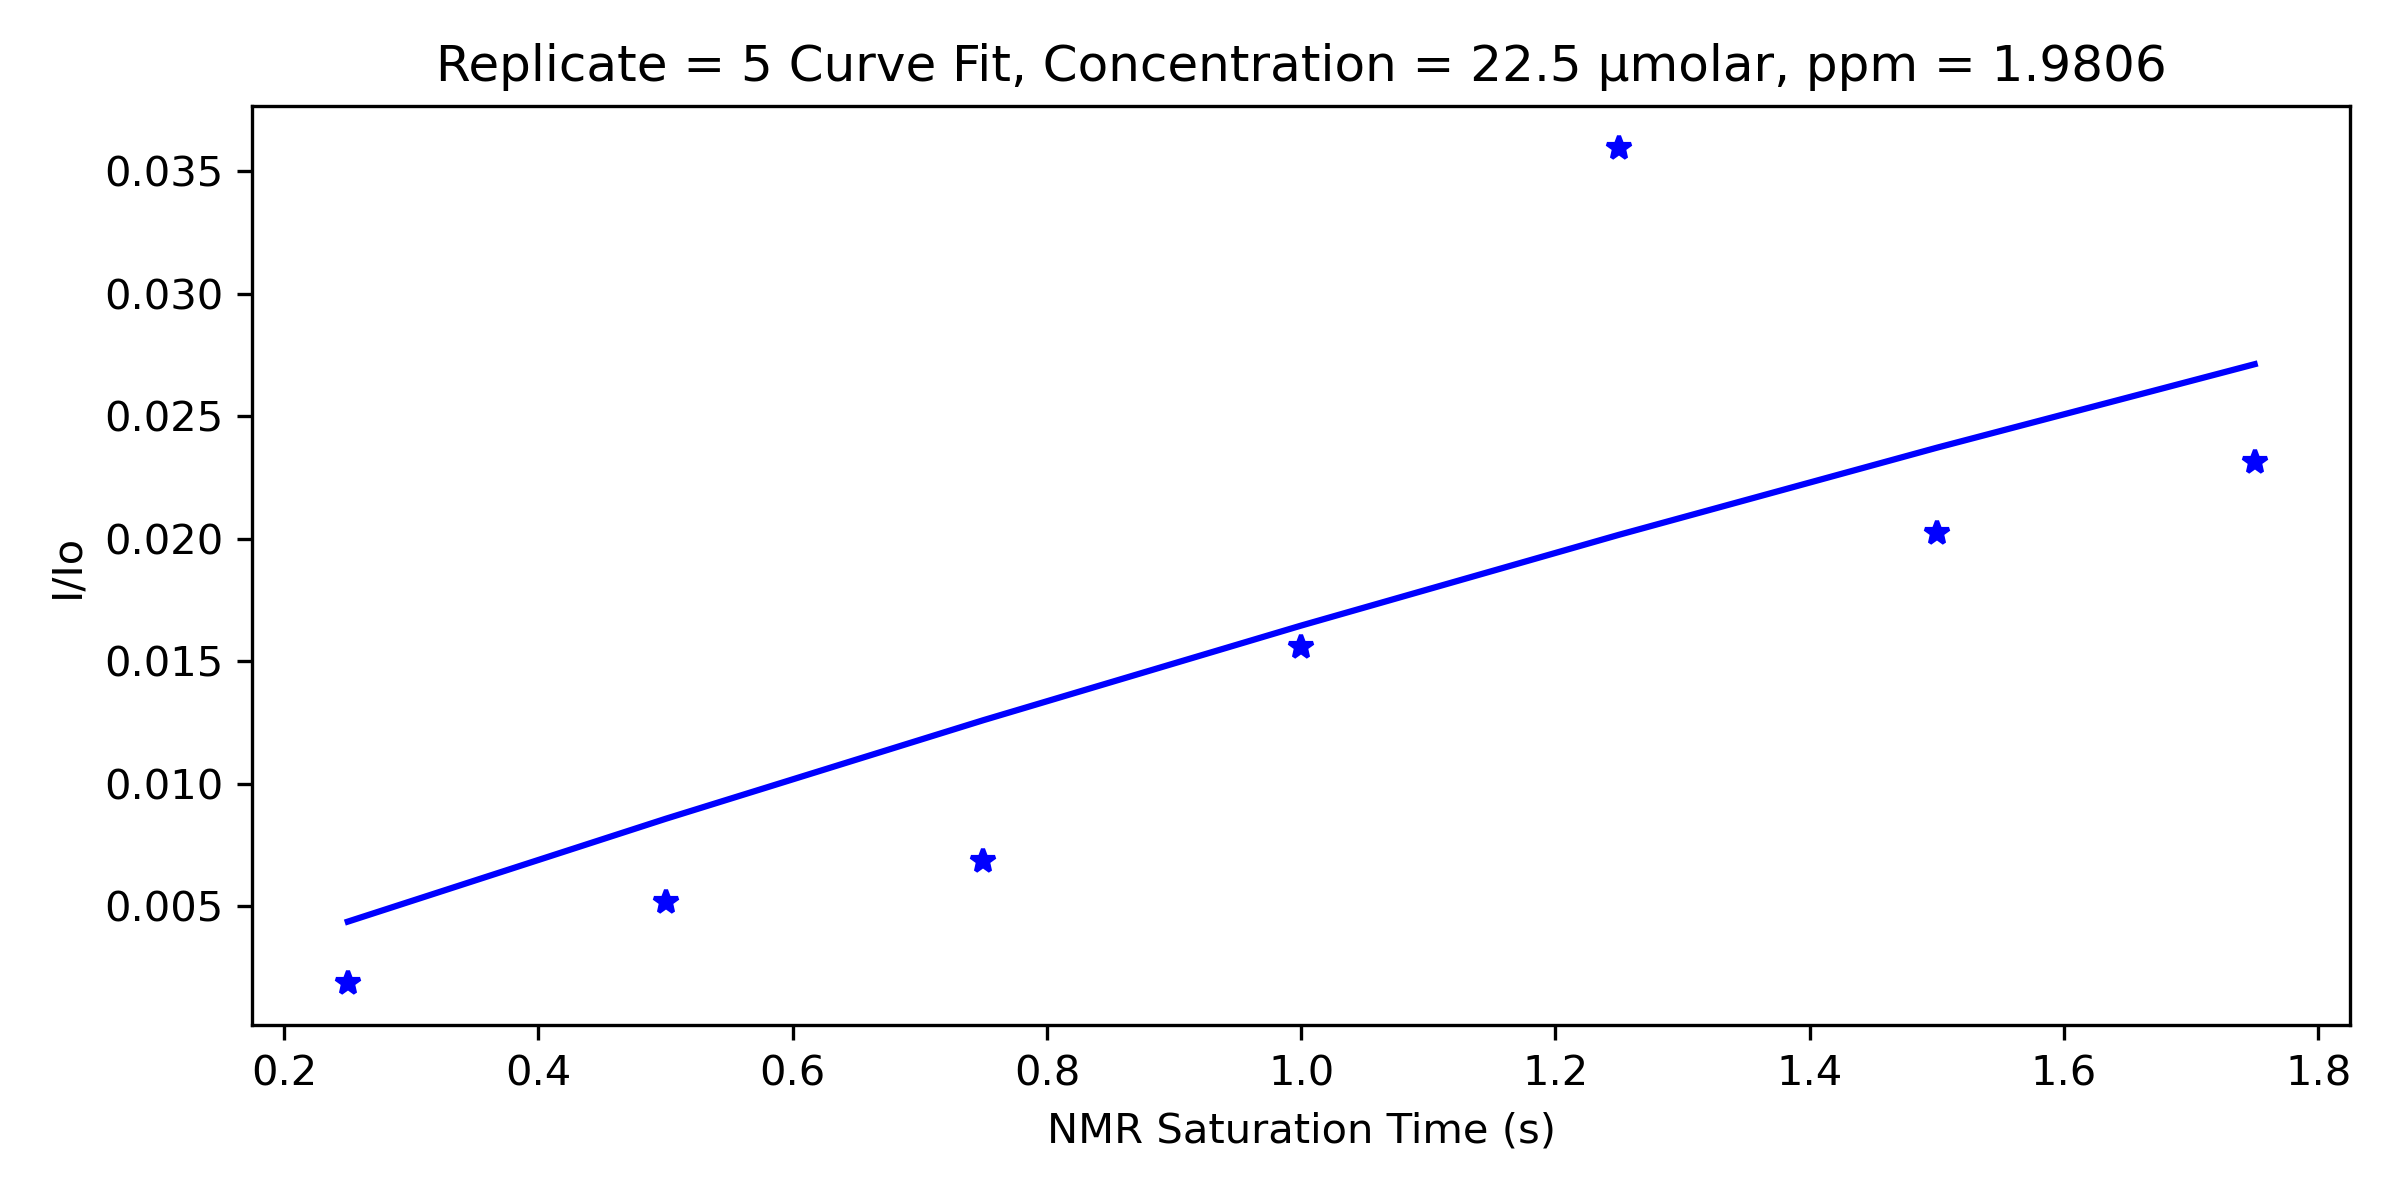 Replicate = 5 Curve Fit, Concentration = 22.5 µmolar, ppm = 1.9806
I/Io
0.035
0.030
0.025
0.020
0.015
0.010
0.005
0.2 0.4 0.6 0.8 1.0 1.2 1.4 1.6 1.8
NMR Saturation Time (s)